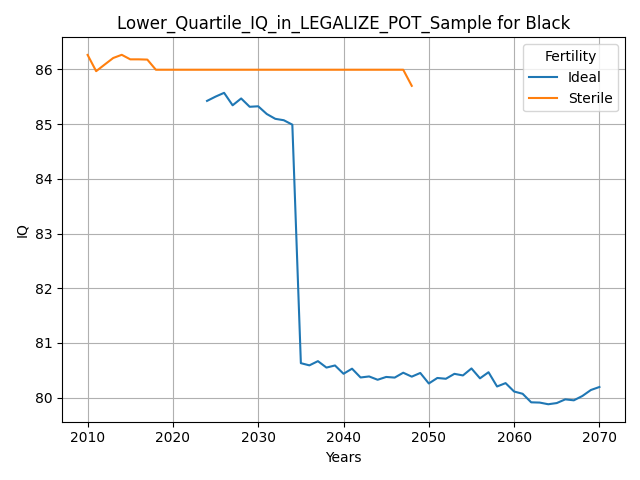 Lower_Quartile_IQ_in_LEGALIZE_POT_Sample for Black
Fertility
Ideal
Sterile
IQ
86
85
84
83
82
81
80
2010 2020 2030 2040 2050 2060 2070
Years